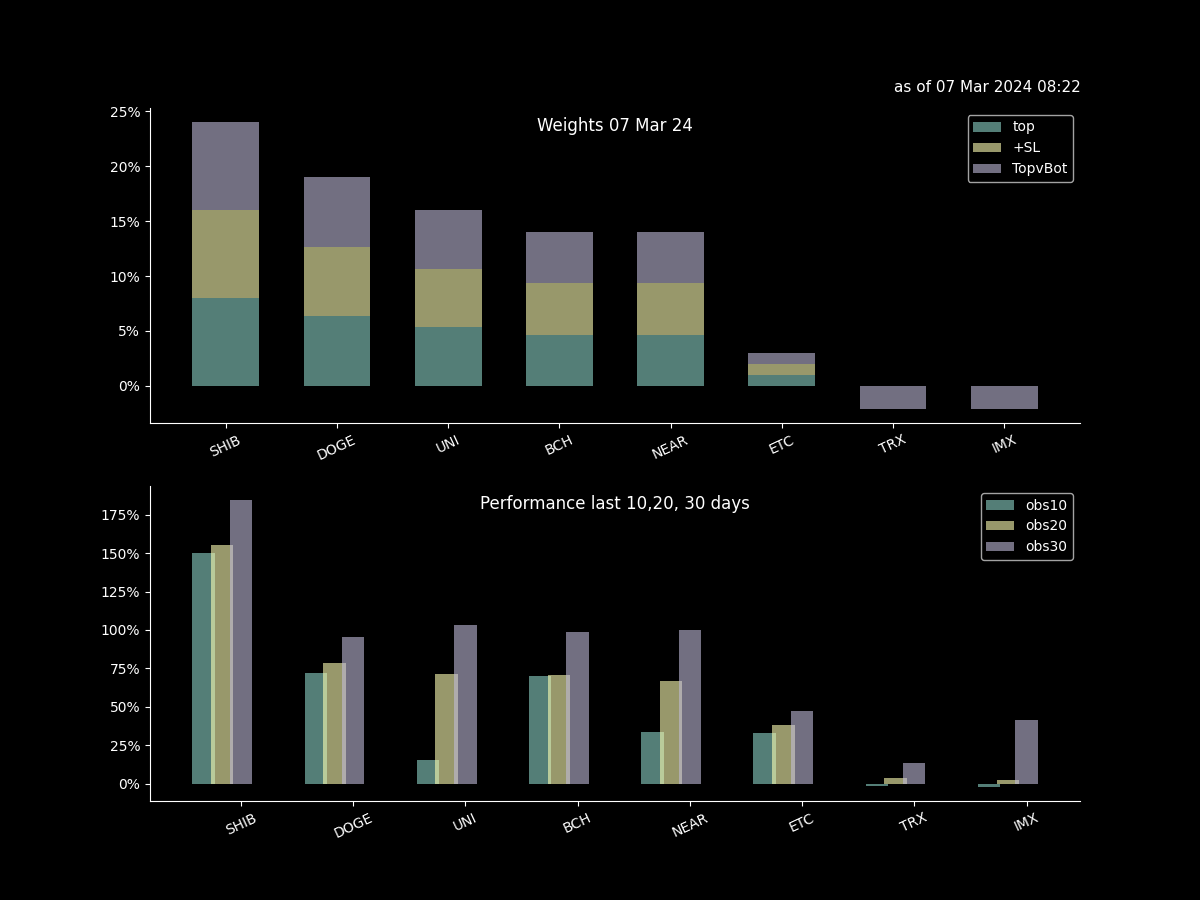 as of 07 Mar 2024 08:22
Weights 07 Mar 24
25%
20%
15%
10%
5%
0%
top
+SL
TopvBot
SHIB DOGE UNI BCH NEAR ETC TRX IMX
Performance last 10,20, 30 days
175%
150%
125%
100%
75%
50%
25%
0%
obs10
obs20
obs30
SHIB DOGE UNI BCH NEAR ETC TRX IMX